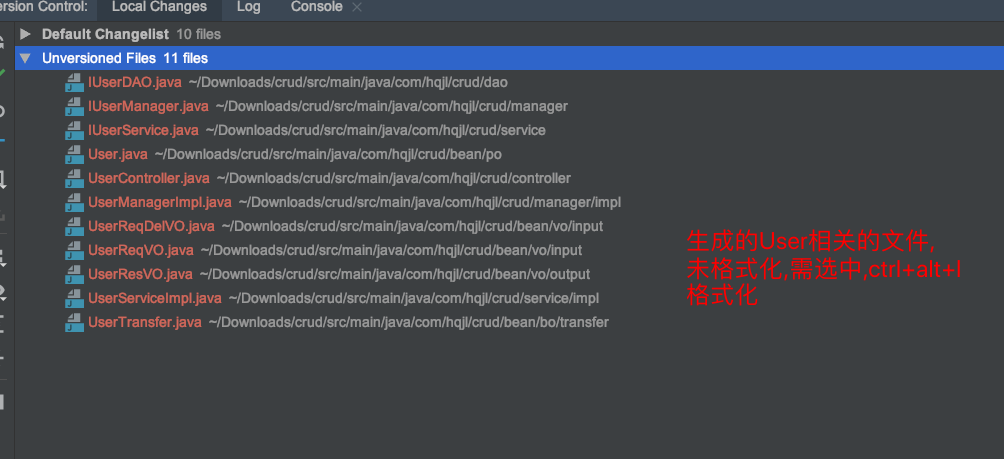 ersion Control: Local Changes Log Console
Default Changelist 10 files
Unversioned Files 11 files
IUserDAO.java ~/Downloads/crud/src/main/java/com/hqjl/crud/dao
IUserManager.java ~/Downloads/crud/src/main/java/com/hqjl/crud/manager
IUserService.java ~/Downloads/crud/src/main/java/com/hqjl/crud/service
User.java ~/Downloads/crud/src/main/java/com/hqjl/crud/bean/po
UserController.java ~/Downloads/crud/src/main/java/com/hqjl/crud/controller
UserManagerImpl.java ~/Downloads/crud/src/main/java/com/hqjl/crud/manager/impl
UserReqDelVO.java ~/Downloads/crud/src/main/java/com/hqjl/crud/bean/vo/input
UserReqVO.java ~/Downloads/crud/src/main/java/com/hqjl/crud/bean/vo/input
UserResVO.java ~/Downloads/crud/src/main/java/com/hqjl/crud/bean/vo/output
UserServiceImpl.java ~/Downloads/crud/src/main/java/com/hqjl/crud/service/impl
UserTransfer.java ~/Downloads/crud/src/main/java/com/hqjl/crud/bean/bo/transfer
生成的User相关的文件,
未格式化,需选中,ctrl+alt+l
格式化